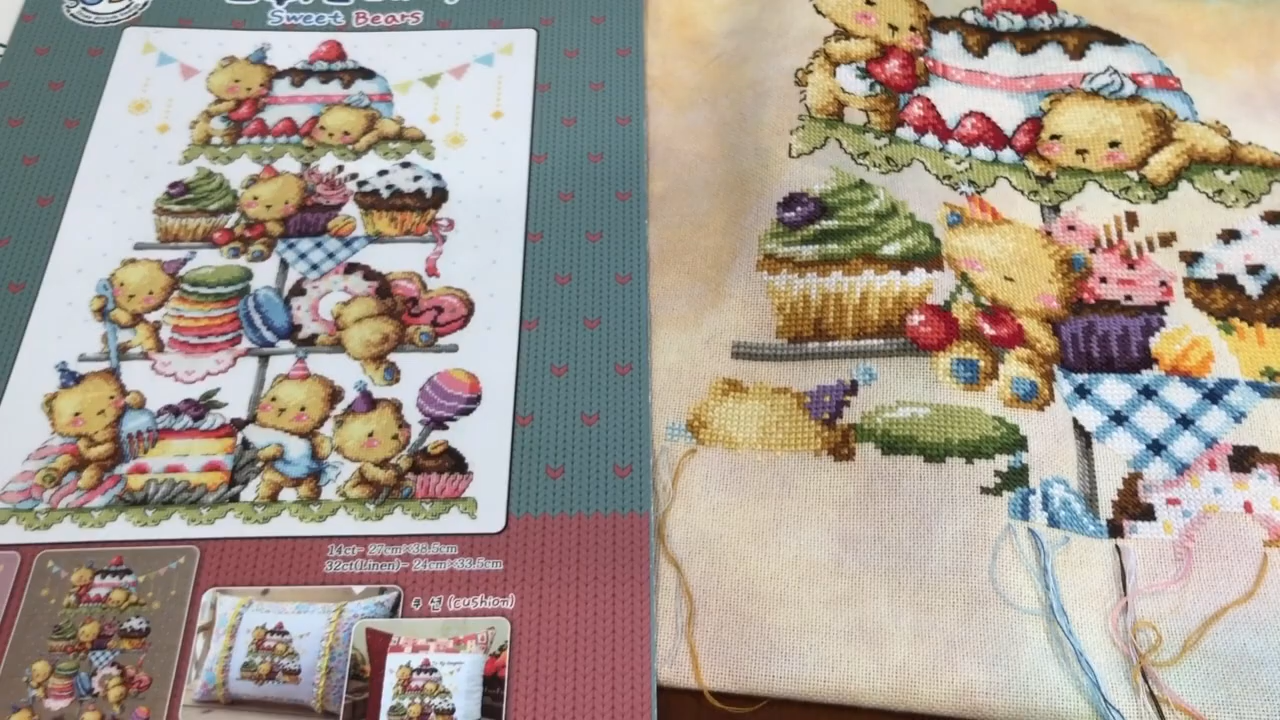 Sweet Bears
14ct- 27cm×38.5cm
32ct(Linen)- 24cm×33.5cm
쿠 션 (cushion)